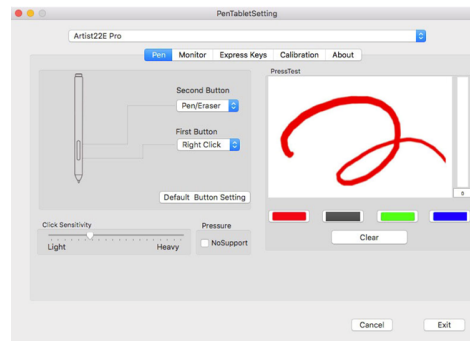 PenTabletSetting
Artist22E Pro
Pen Monitor Express Keys Calibration About
PressTest
Second Button
Pen/Eraser
First Button
Right Click
Default Button Setting
0
Clear
Click Sensitivity
Light Heavy
Pressure
NoSupport
Cancel Exit